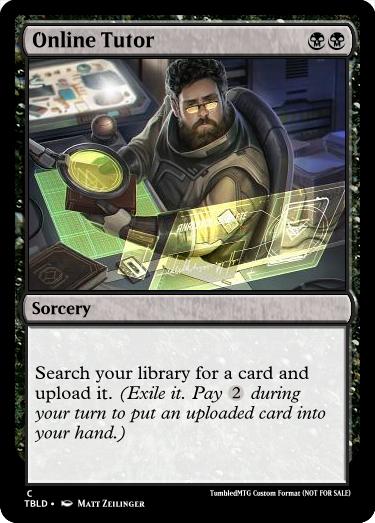 Online Tutor
Sorcery
Search your library for a card and
upload it. (Exile it. Pay 2 during
your turn to put an uploaded card into
your hand.)
C
TBLD • Matt Zeilinger
TumbledMTG Custom Format (NOT FOR SALE)